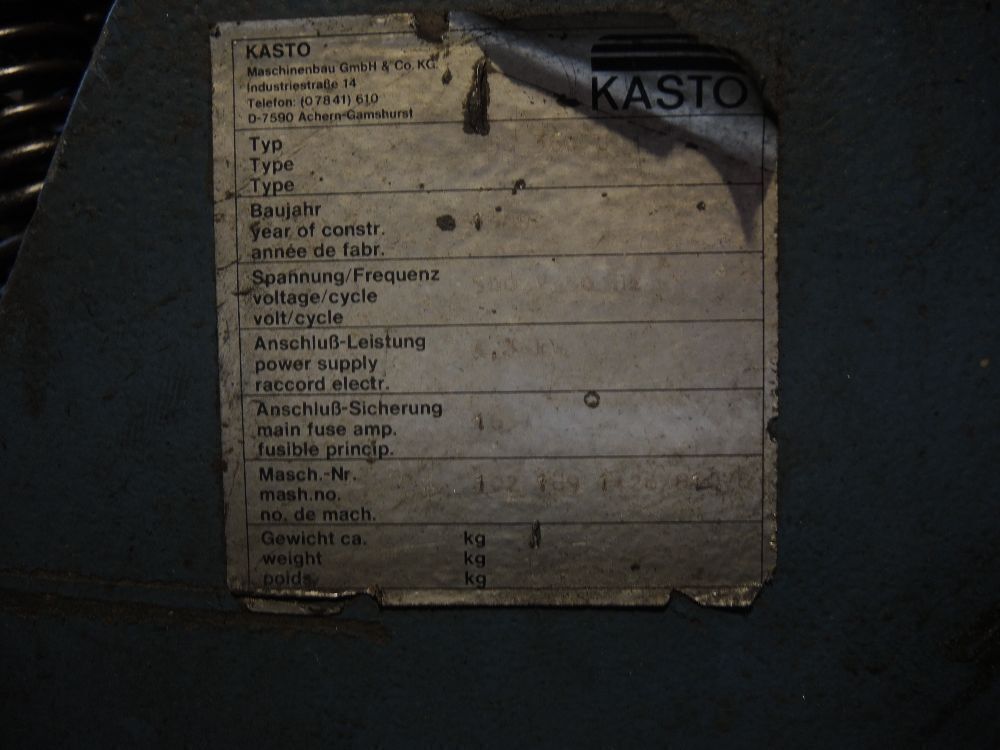 KASTO
Maschinenbau GmbH & Co. KG.
Industriestraße 14
Telefon: (07841) 610
D-7590 Achern-Gamshurst
KASTO
Typ
Type
Type
Baujahr
year of constr.
année de fabr.
Spannung/Frequenz
voltage/cycle
volt/cycle
Anschluß-Leistung
power supply
raccord electr.
Anschluß-Sicherung
main fuse amp.
fusible princip.
Masch.-Nr.
mash.no.
no. de mach.
Gewicht ca. kg
weight kg
poids kg